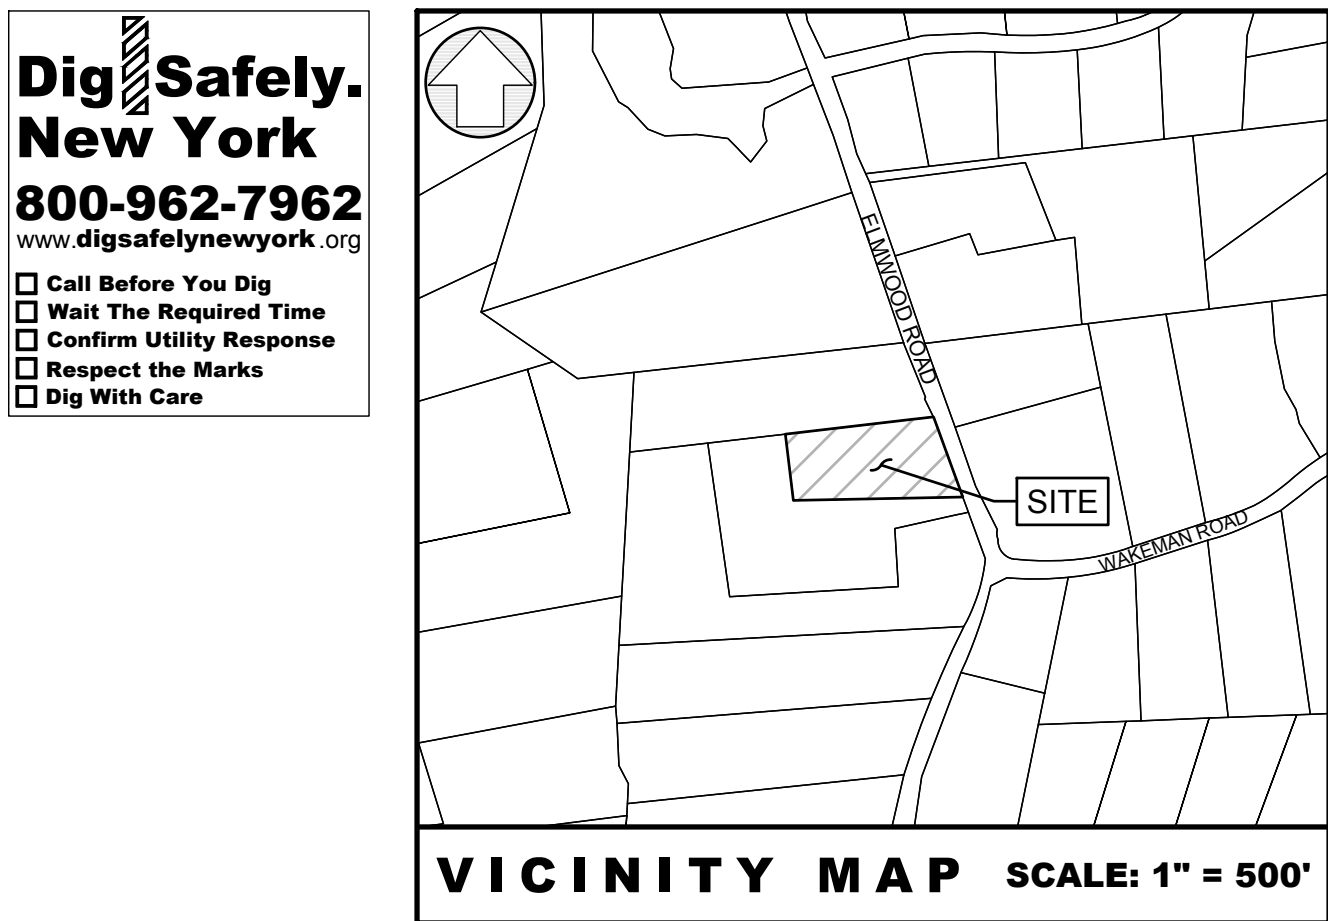 Dig Safely.
New York
800-962-7962
www.digsafelynewyork.org
Call Before You Dig
Wait The Required Time
Confirm Utility Response
Respect the Marks
Dig With Care
ELMWOOD ROAD
SITE
WAKEMAN ROAD
VICINITY MAP SCALE: 1" = 500'